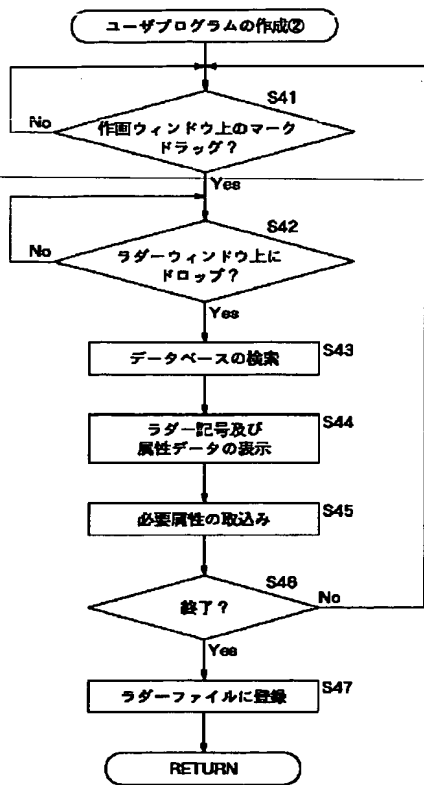 ユーザプログラムの作成②
S41
No
作画ウィンドウ上のマーク
ドラッグ？
Yes
S42
No
ラダーウィンドウ上に
ドロップ？
Yes
データベースの検索
S43
ラダー記号及び
属性データの表示
S44
必要属性の取込み
S45
S46
終了？
No
Yes
ラダーファイルに登録
S47
RETURN